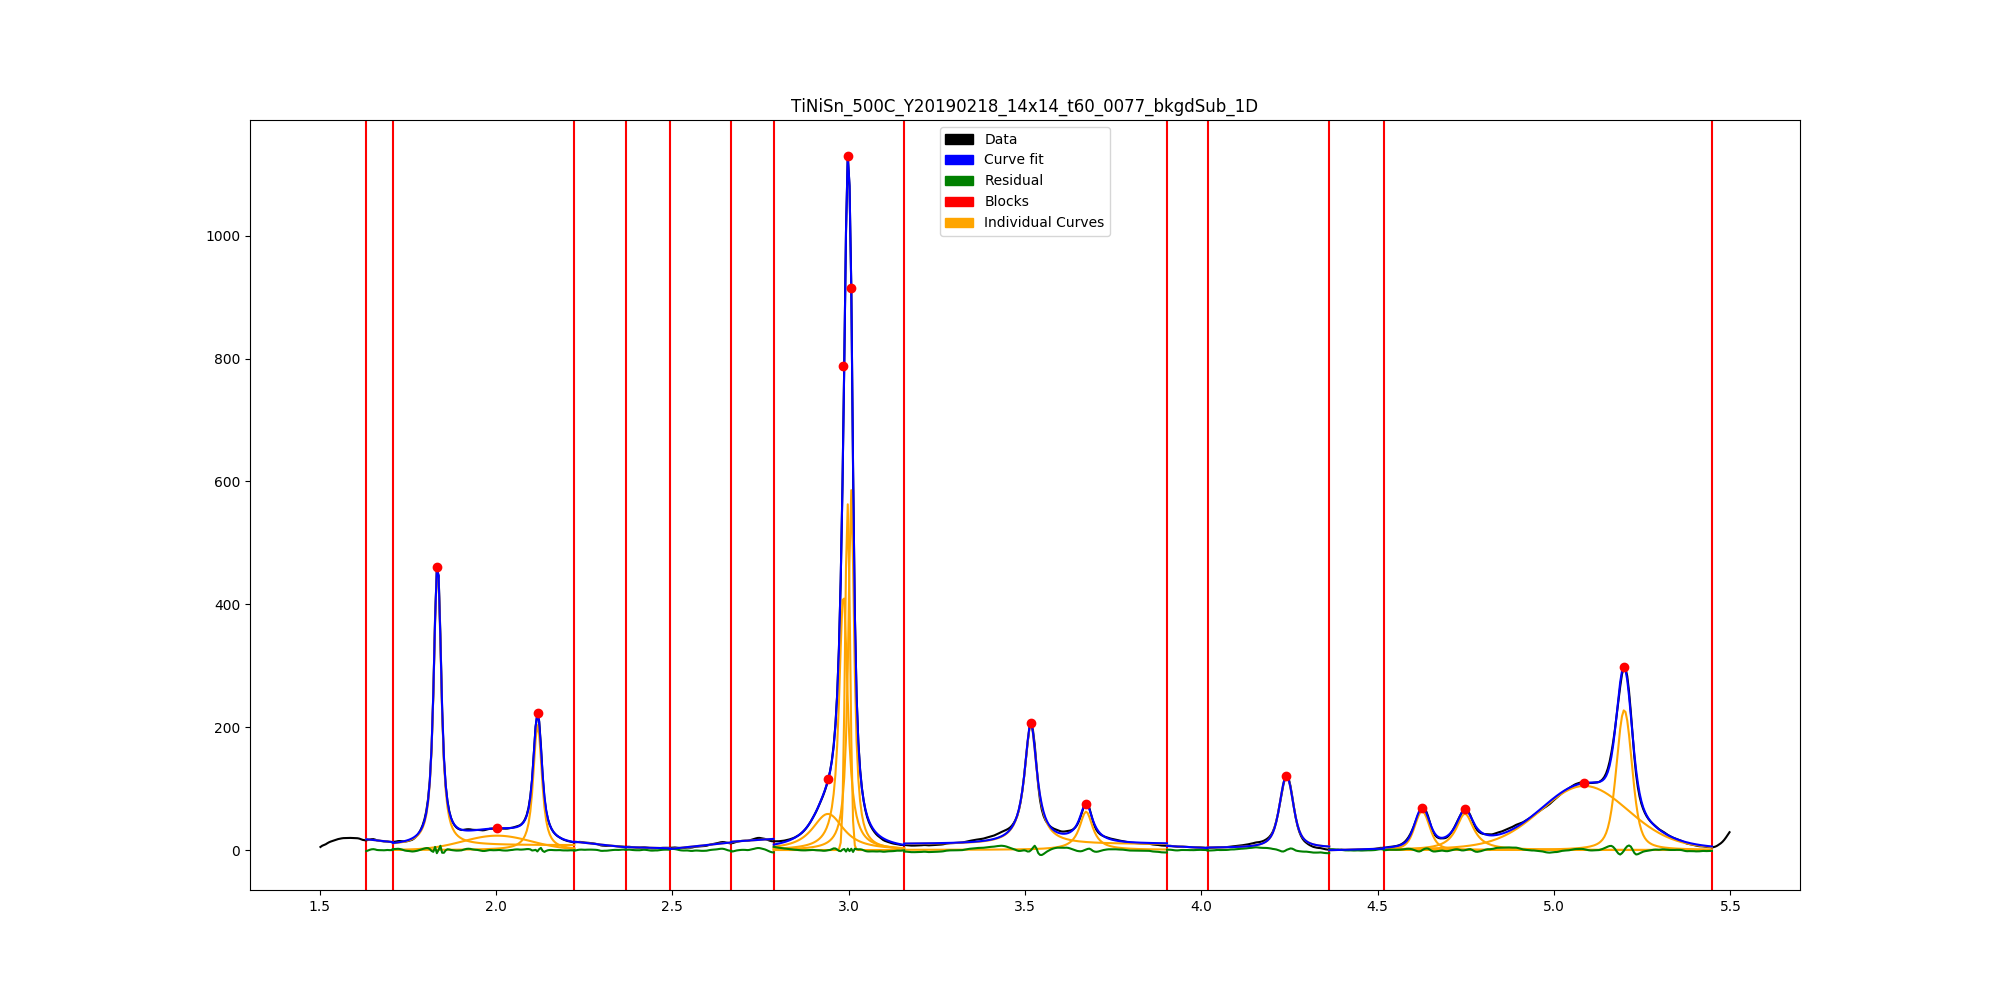 TiNiSn_500C_Y20190218_14x14_t60_0077_bkgdSub_1D
Data
Curve fit
Residual
Blocks
Individual Curves
1000
800
600
400
200
0
1.5 2.0 2.5 3.0 3.5 4.0 4.5 5.0 5.5